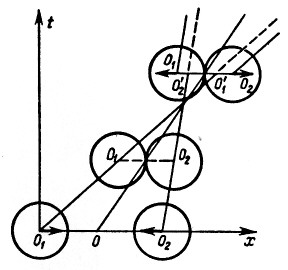 t
O₁ O₂
O₂′ O₁′
O₁ O₂
O₁ O O₂ x